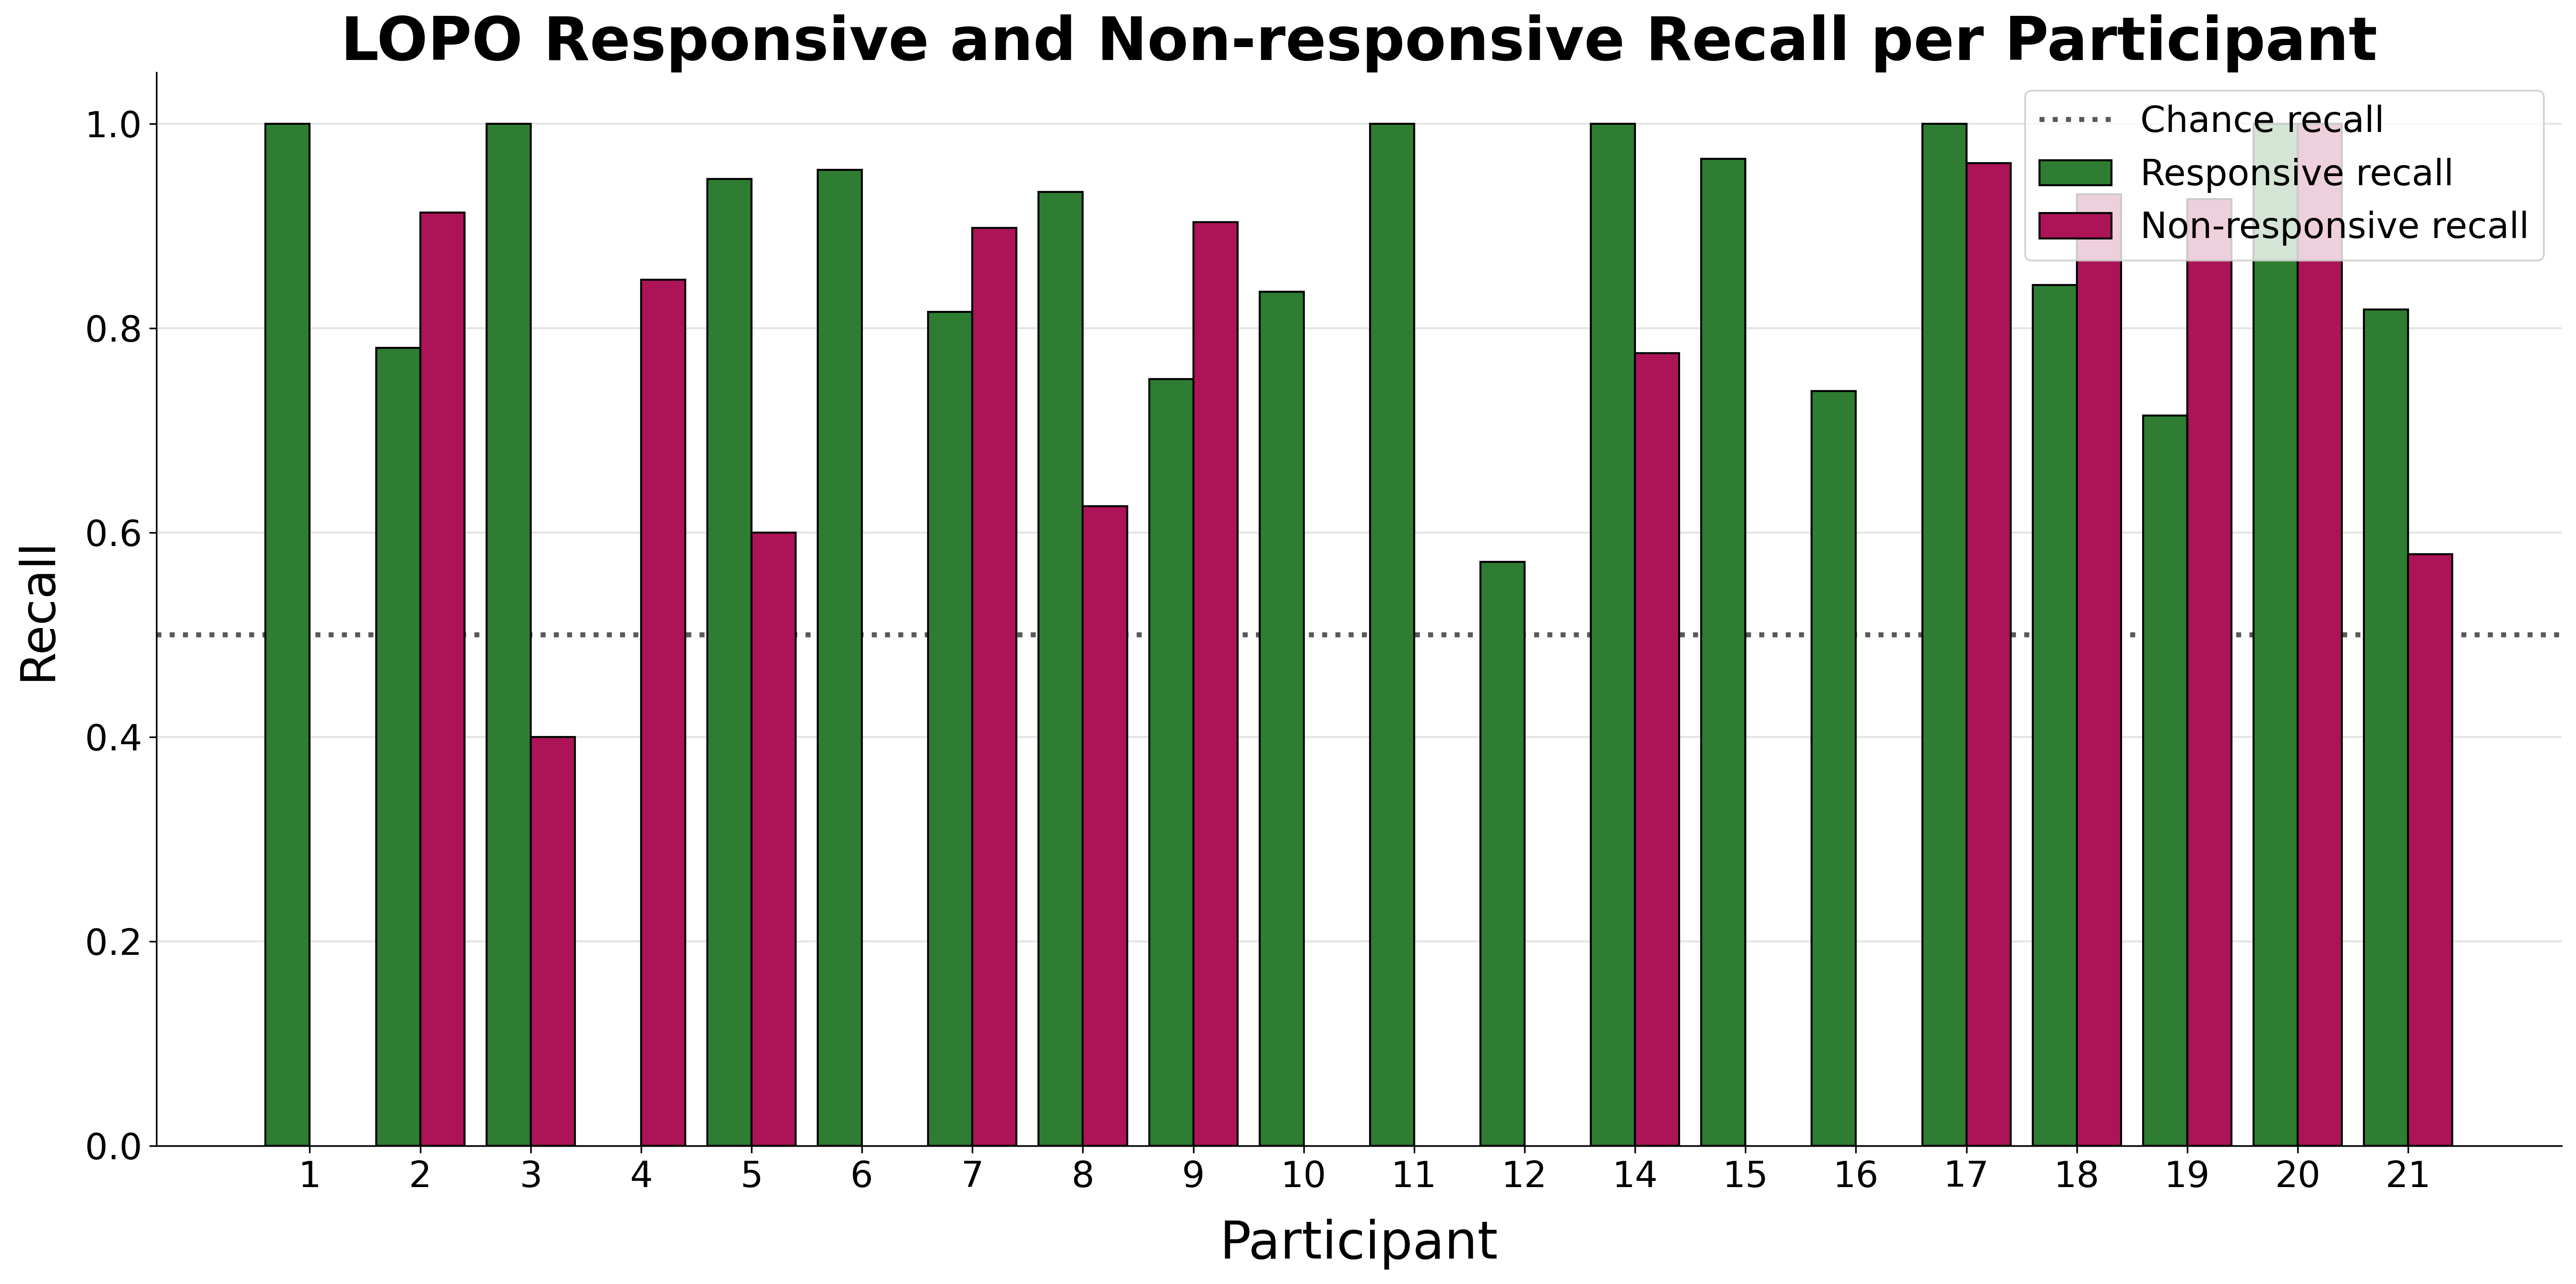 LOPO Responsive and Non-responsive Recall per Participant
Chance recall
Responsive recall
Non-responsive recall
Recall
1.0
0.8
0.6
0.4
0.2
0.0
1 2 3 4 5 6 7 8 9 10 11 12 14 15 16 17 18 19 20 21
Participant